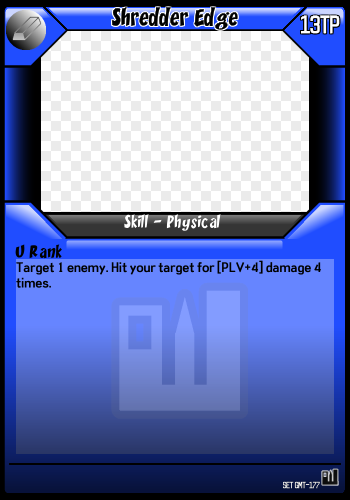 Shredder Edge
13TP
Skill - Physical
U Rank
Target 1 enemy. Hit your target for [PLV+4] damage 4
times.
SET GMT-177